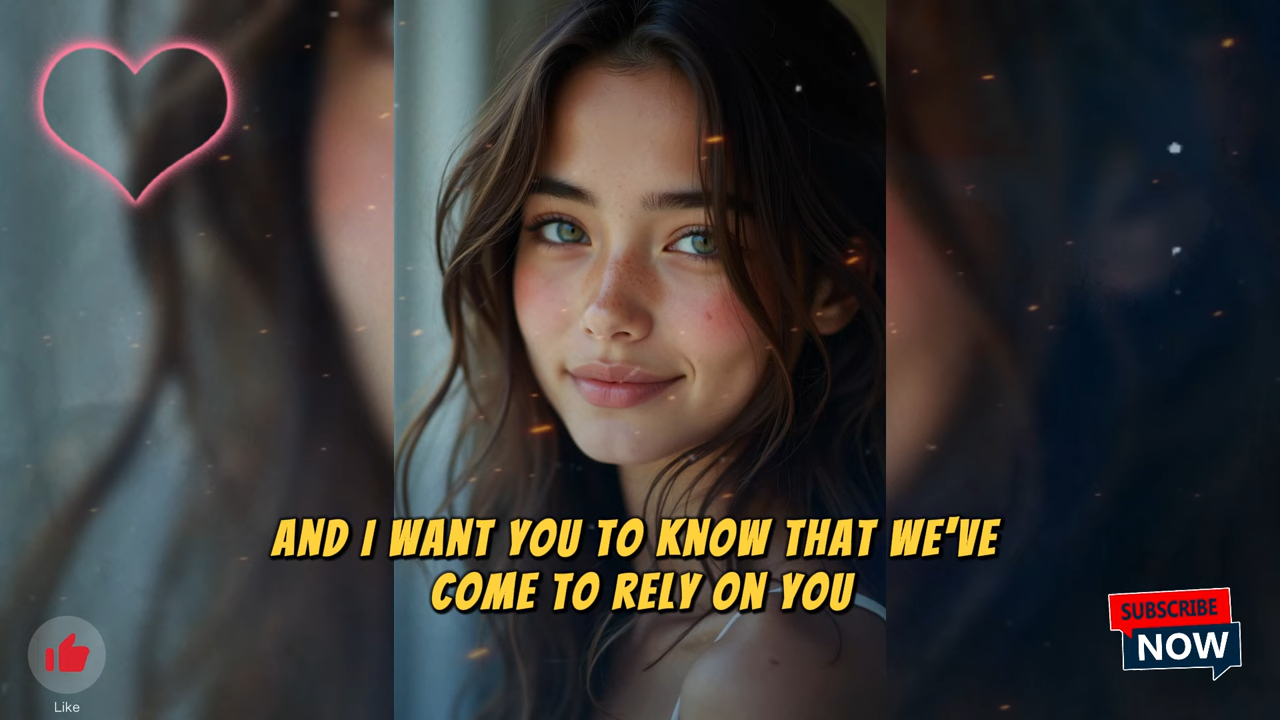 AND I WANT YOU TO KNOW THAT WE'VE
COME TO RELY ON YOU
SUBSCRIBE
NOW
Like